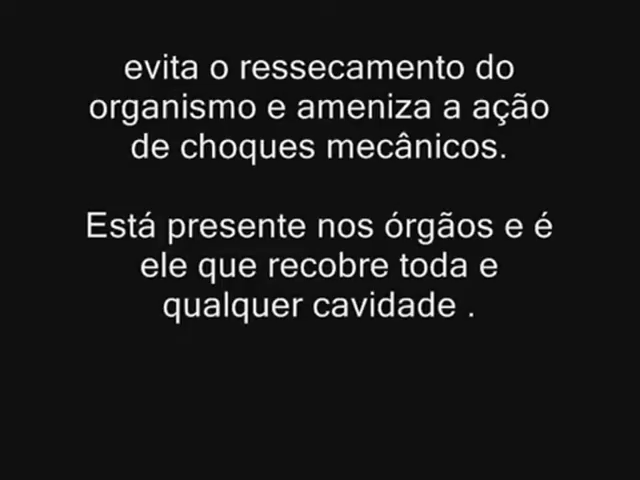 evita o ressecamento do
organismo e ameniza a ação
de choques mecânicos.
Está presente nos órgãos e é
ele que recobre toda e
qualquer cavidade .